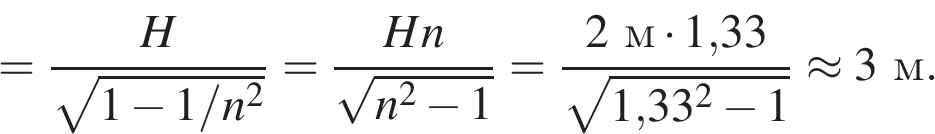 = H / √(1 − 1/n²) = Hn / √(n² − 1) = 2 м · 1,33 / √(1,33² − 1) ≈ 3 м.